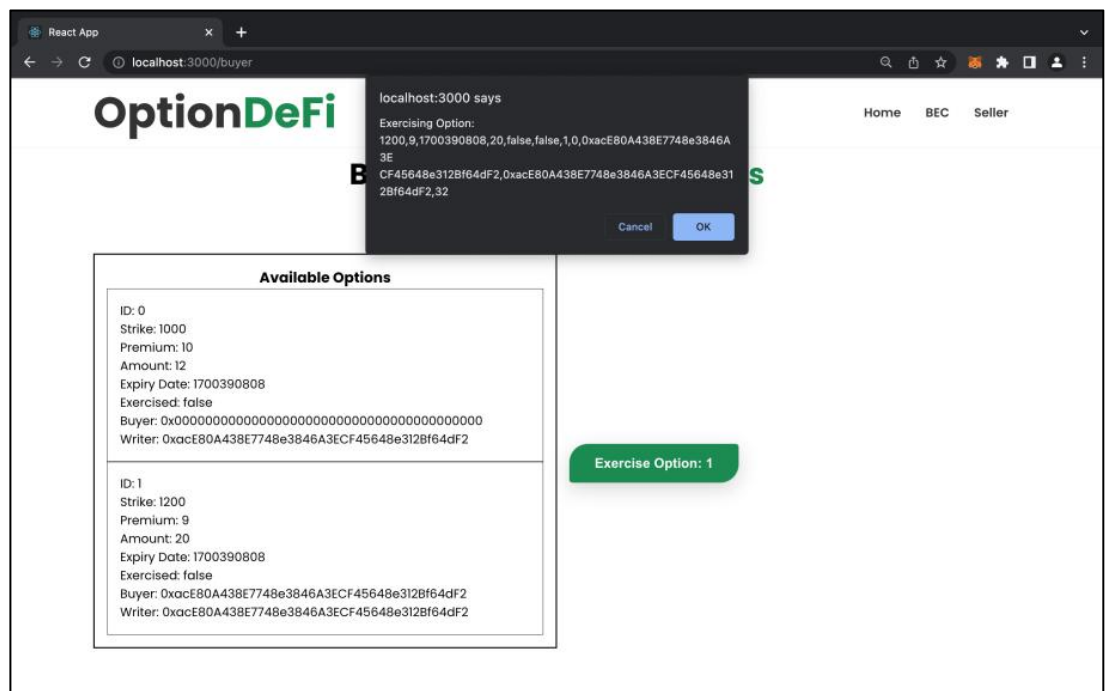 React App
localhost:3000/buyer
OptionDeFi
localhost:3000 says
Exercising Option:
1200,9,1700390808,20,false,false,1,0,0xacE80A438E7748e3846A
3E
CF45648e312Bf64dF2,0xacE80A438E7748e3846A3ECF45648e31
2Bf64dF2,32
Cancel
OK
Home
BEC
Seller
B
s
Available Options
ID: 0
Strike: 1000
Premium: 10
Amount: 12
Expiry Date: 1700390808
Exercised: false
Buyer: 0x0000000000000000000000000000000000000000
Writer: 0xacE80A438E7748e3846A3ECF45648e312Bf64dF2
ID: 1
Strike: 1200
Premium: 9
Amount: 20
Expiry Date: 1700390808
Exercised: false
Buyer: 0xacE80A438E7748e3846A3ECF45648e312Bf64dF2
Writer: 0xacE80A438E7748e3846A3ECF45648e312Bf64dF2
Exercise Option: 1